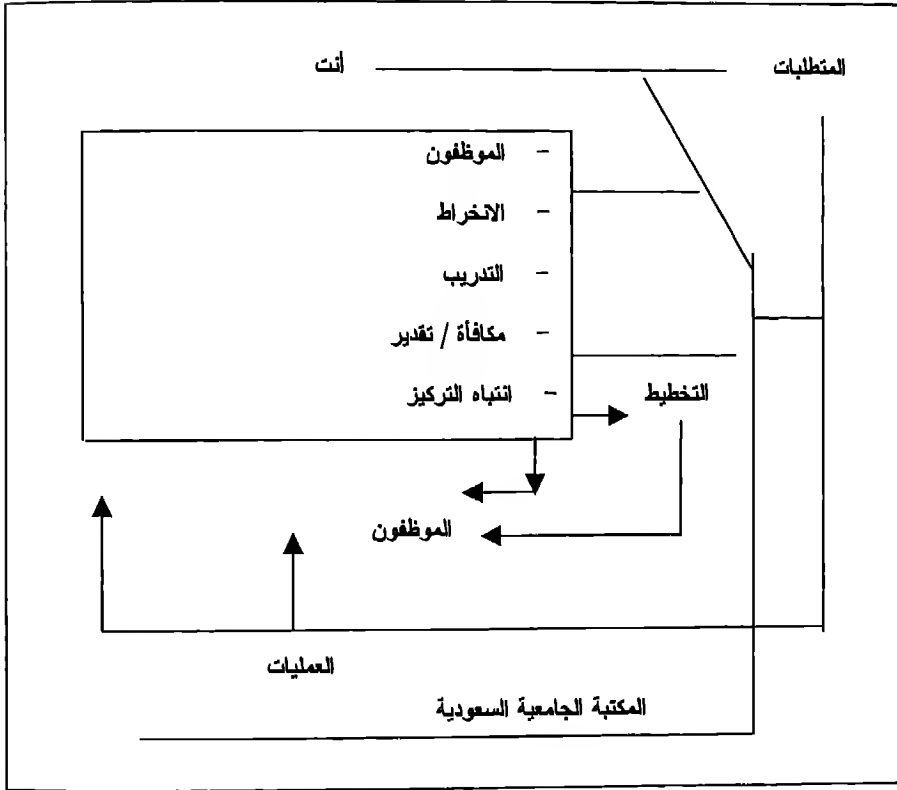 المتطلبات
أنت
- الموظفون
- الانخراط
- التدريب
- مكافأة / تقدير
- انتباه التركيز
التخطيط
الموظفون
العمليات
المكتبة الجامعية السعودية